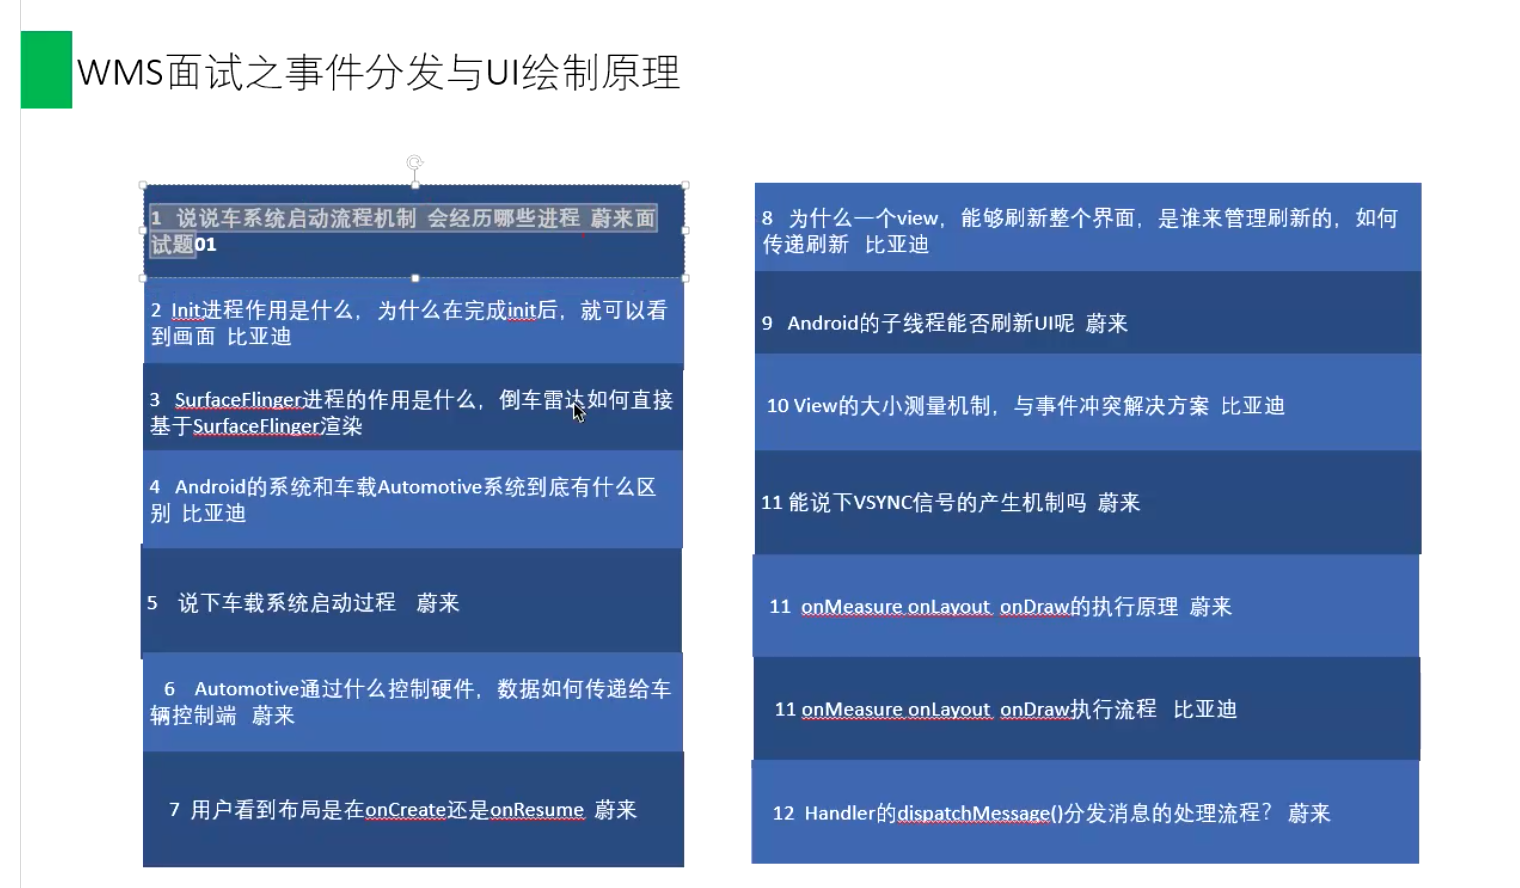 WMS面试之事件分发与UI绘制原理
1 说说车系统启动流程机制 会经历哪些进程 蔚来面
试题01
2 Init进程作用是什么，为什么在完成init后，就可以看
到画面 比亚迪
3 SurfaceFlinger进程的作用是什么，倒车雷达如何直接
基于SurfaceFlinger渲染
4 Android的系统和车载Automotive系统到底有什么区
别 比亚迪
5 说下车载系统启动过程 蔚来
6 Automotive通过什么控制硬件，数据如何传递给车
辆控制端 蔚来
7 用户看到布局是在onCreate还是onResume 蔚来
8 为什么一个view，能够刷新整个界面，是谁来管理刷新的，如何
传递刷新 比亚迪
9 Android的子线程能否刷新UI呢 蔚来
10 View的大小测量机制，与事件冲突解决方案 比亚迪
11 能说下VSYNC信号的产生机制吗 蔚来
11 onMeasure onLayout onDraw的执行原理 蔚来
11 onMeasure onLayout onDraw执行流程 比亚迪
12 Handler的dispatchMessage()分发消息的处理流程？ 蔚来